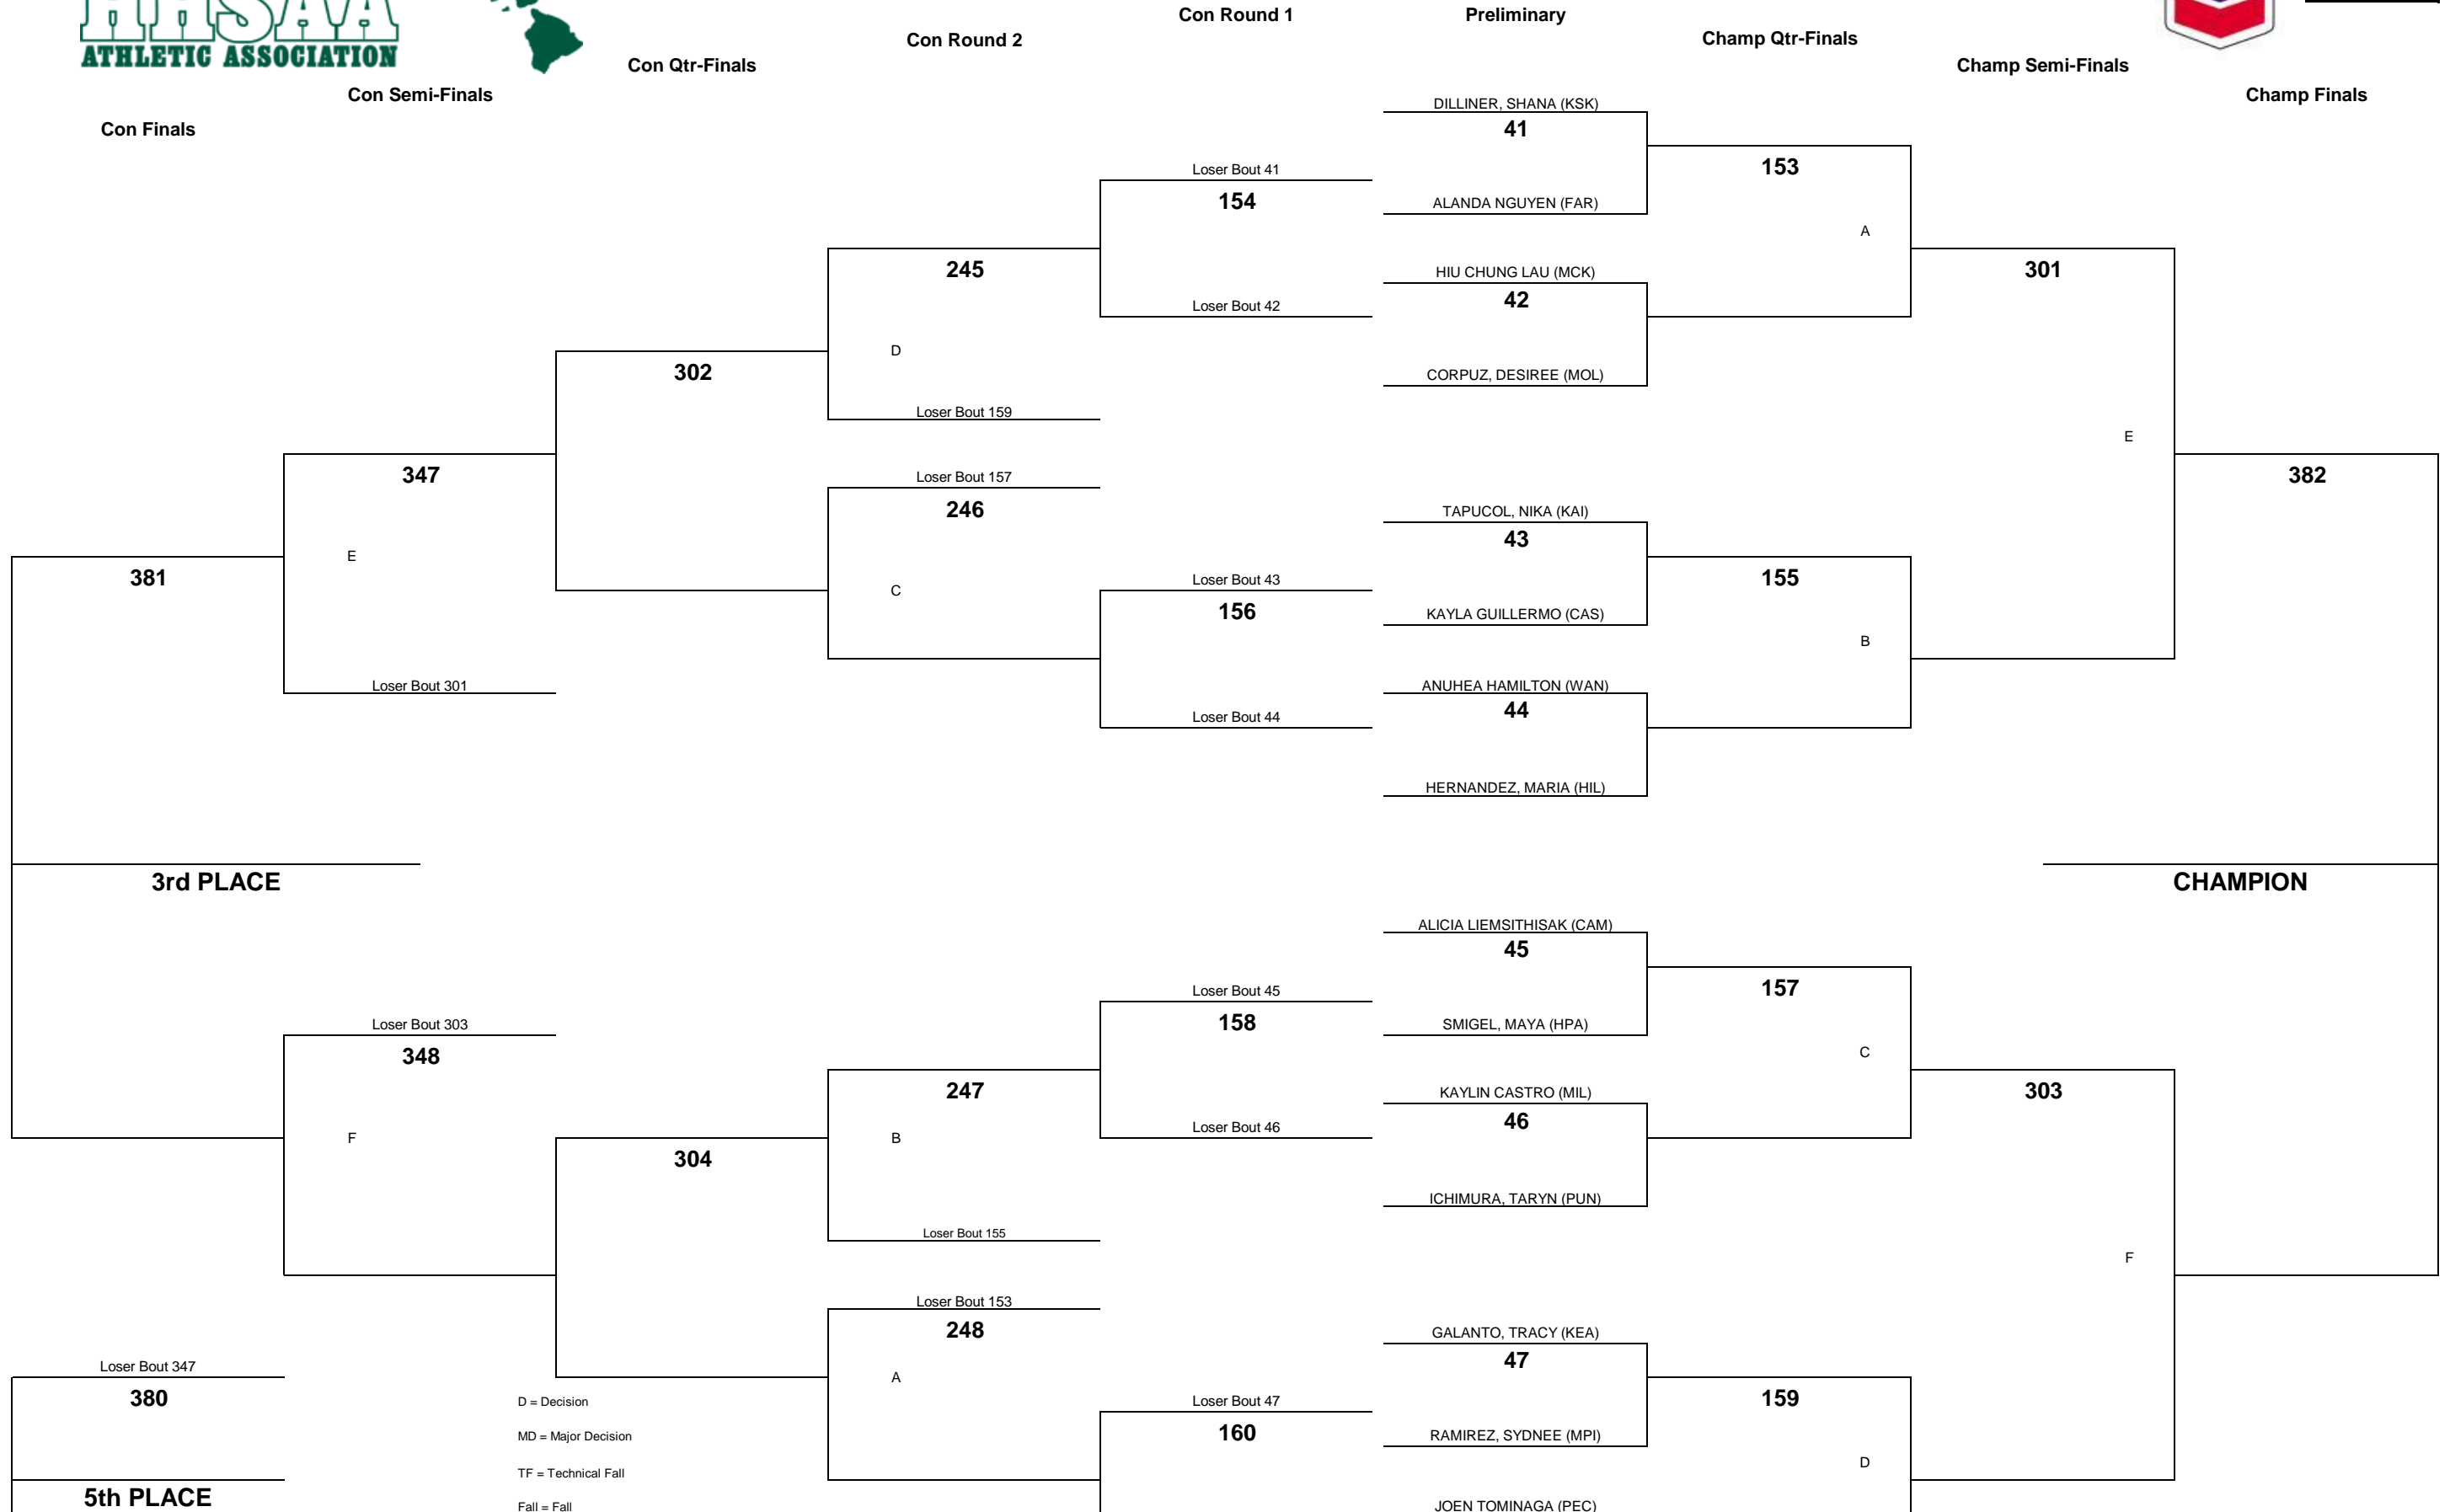 HHSAA
ATHLETIC ASSOCIATION
Con Finals
Con Semi-Finals
Con Qtr-Finals
Con Round 2
Con Round 1
Preliminary
Champ Qtr-Finals
Champ Semi-Finals
Champ Finals
DILLINER, SHANA (KSK)
41
ALANDA NGUYEN (FAR)
153
A
Loser Bout 41
154
Loser Bout 42
HIU CHUNG LAU (MCK)
42
CORPUZ, DESIREE (MOL)
245
D
Loser Bout 159
301
E
302
Loser Bout 157
246
C
347
E
Loser Bout 301
382
381
TAPUCOL, NIKA (KAI)
43
KAYLA GUILLERMO (CAS)
155
B
Loser Bout 43
156
Loser Bout 44
ANUHEA HAMILTON (WAN)
44
HERNANDEZ, MARIA (HIL)
3rd PLACE
CHAMPION
ALICIA LIEMSITHISAK (CAM)
45
SMIGEL, MAYA (HPA)
157
C
Loser Bout 45
158
Loser Bout 46
KAYLIN CASTRO (MIL)
46
ICHIMURA, TARYN (PUN)
Loser Bout 303
348
F
247
B
Loser Bout 155
303
F
304
Loser Bout 153
248
A
GALANTO, TRACY (KEA)
47
RAMIREZ, SYDNEE (MPI)
159
D
Loser Bout 47
160
JOEN TOMINAGA (PEC)
Loser Bout 347
380
5th PLACE
D = Decision
MD = Major Decision
TF = Technical Fall
Fall = Fall